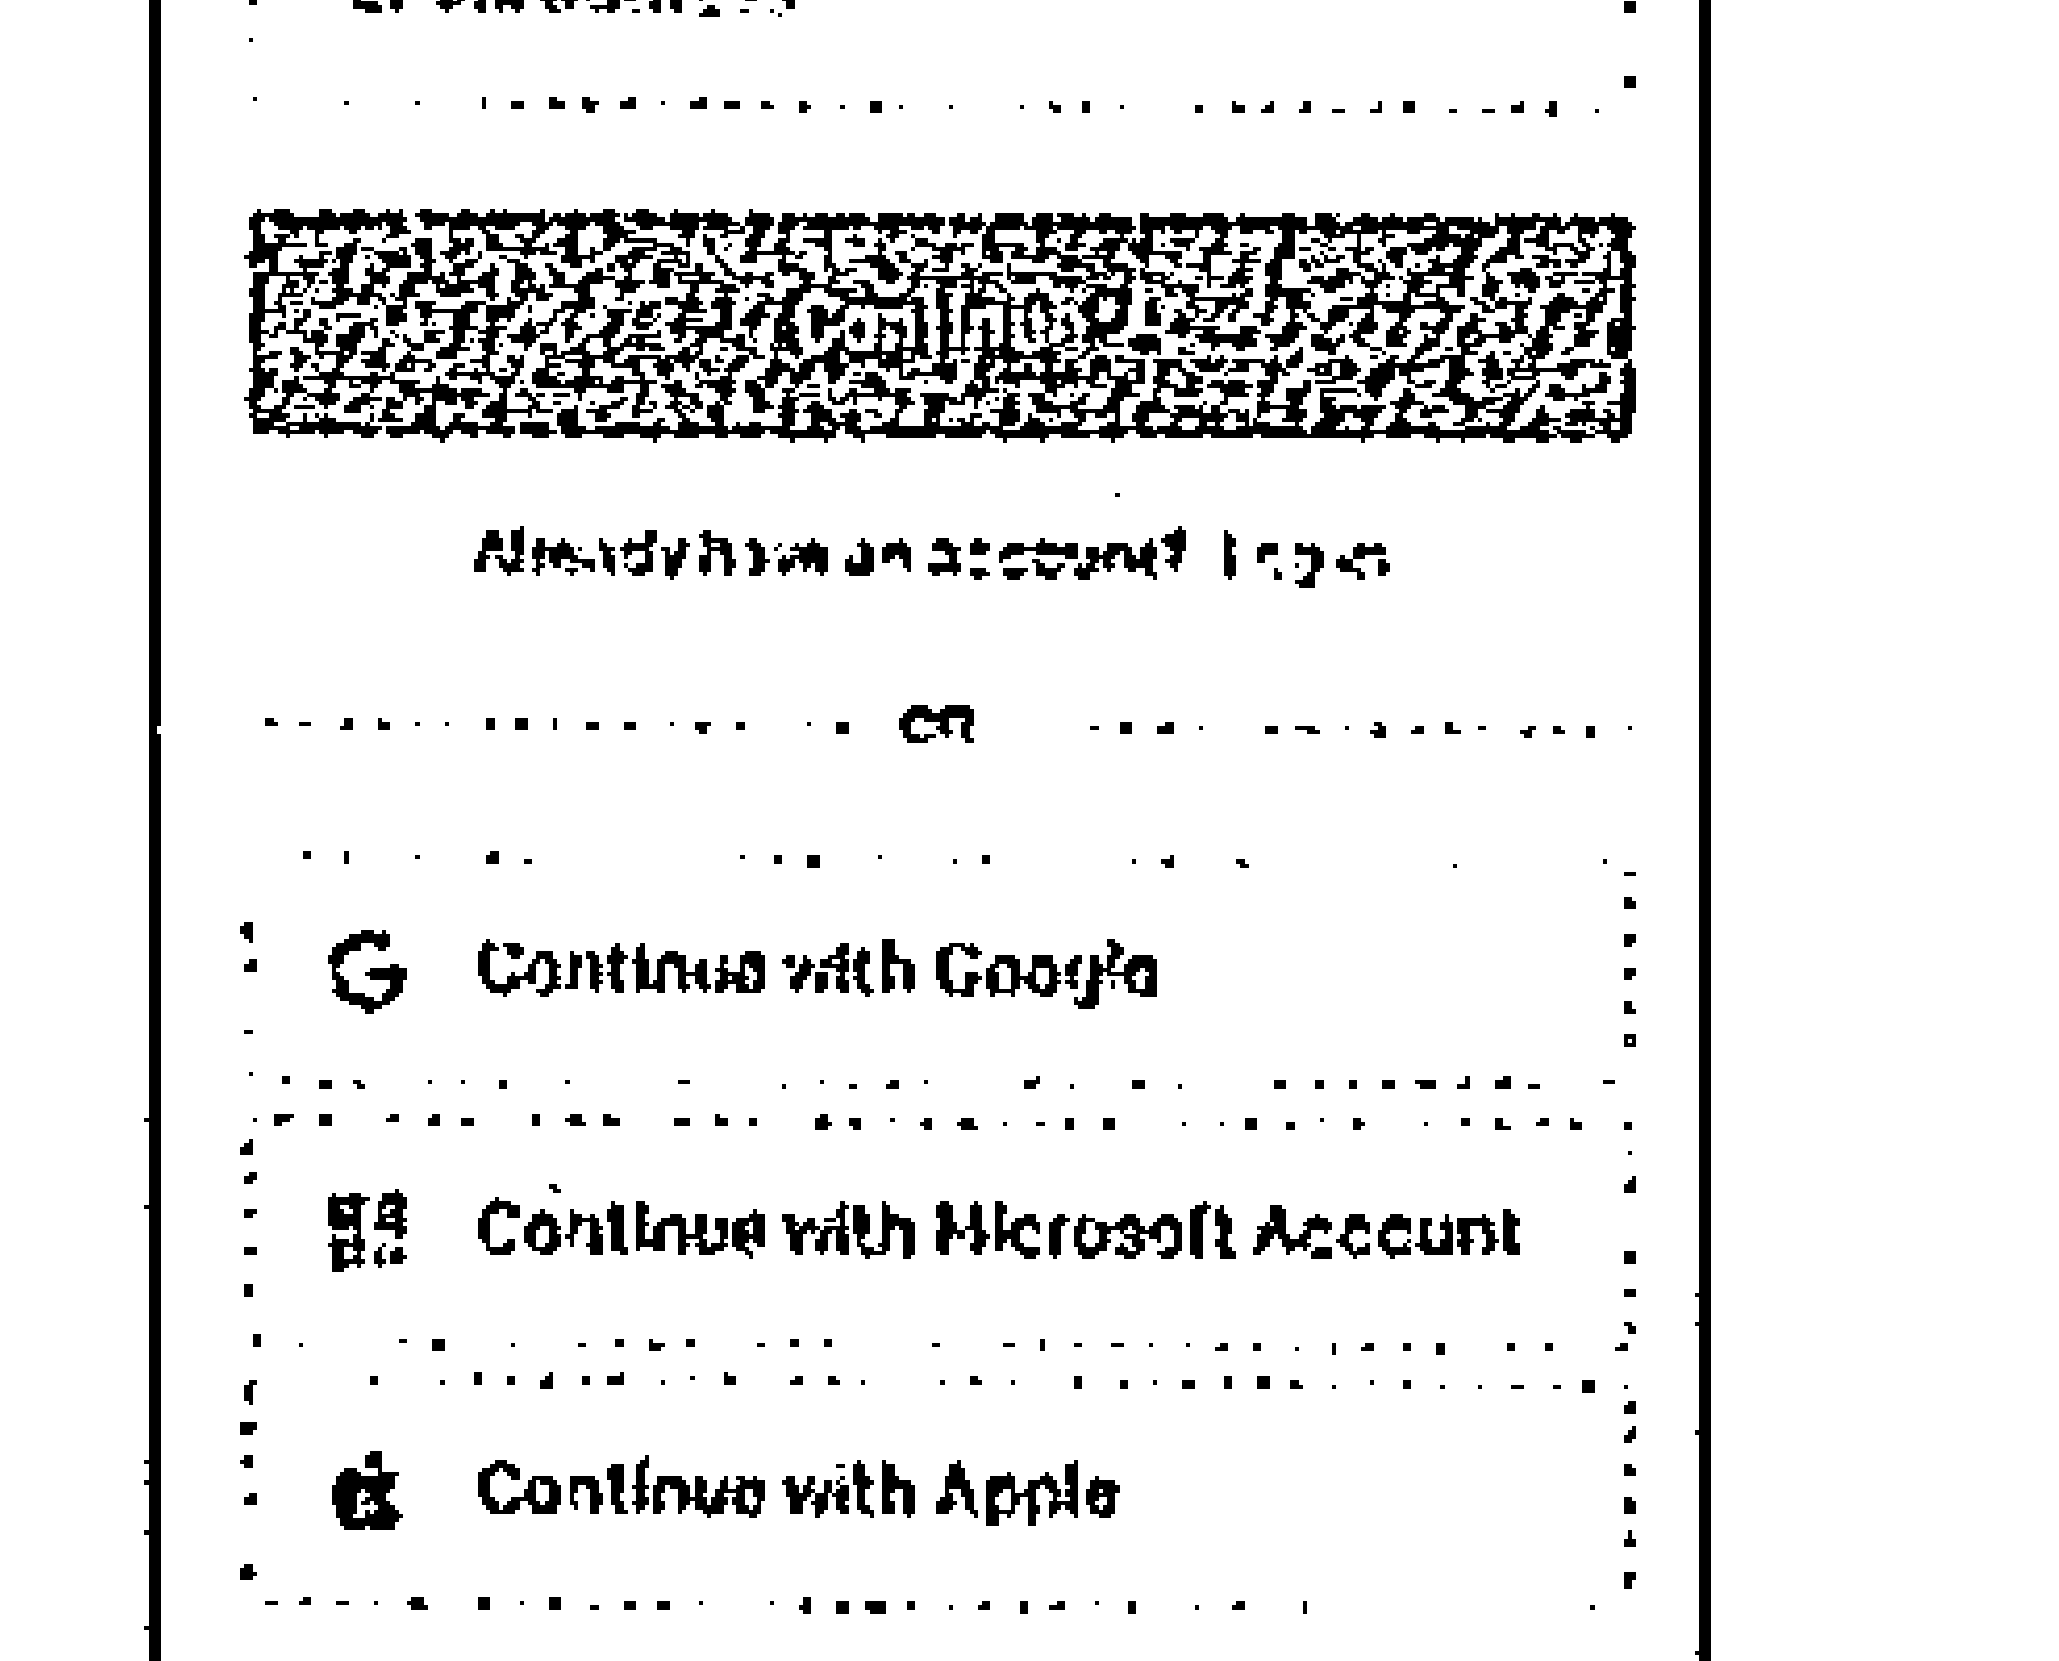 Continue
Already have an account? Log in
OR
Continue with Google
Continue with Microsoft Account
Continue with Apple